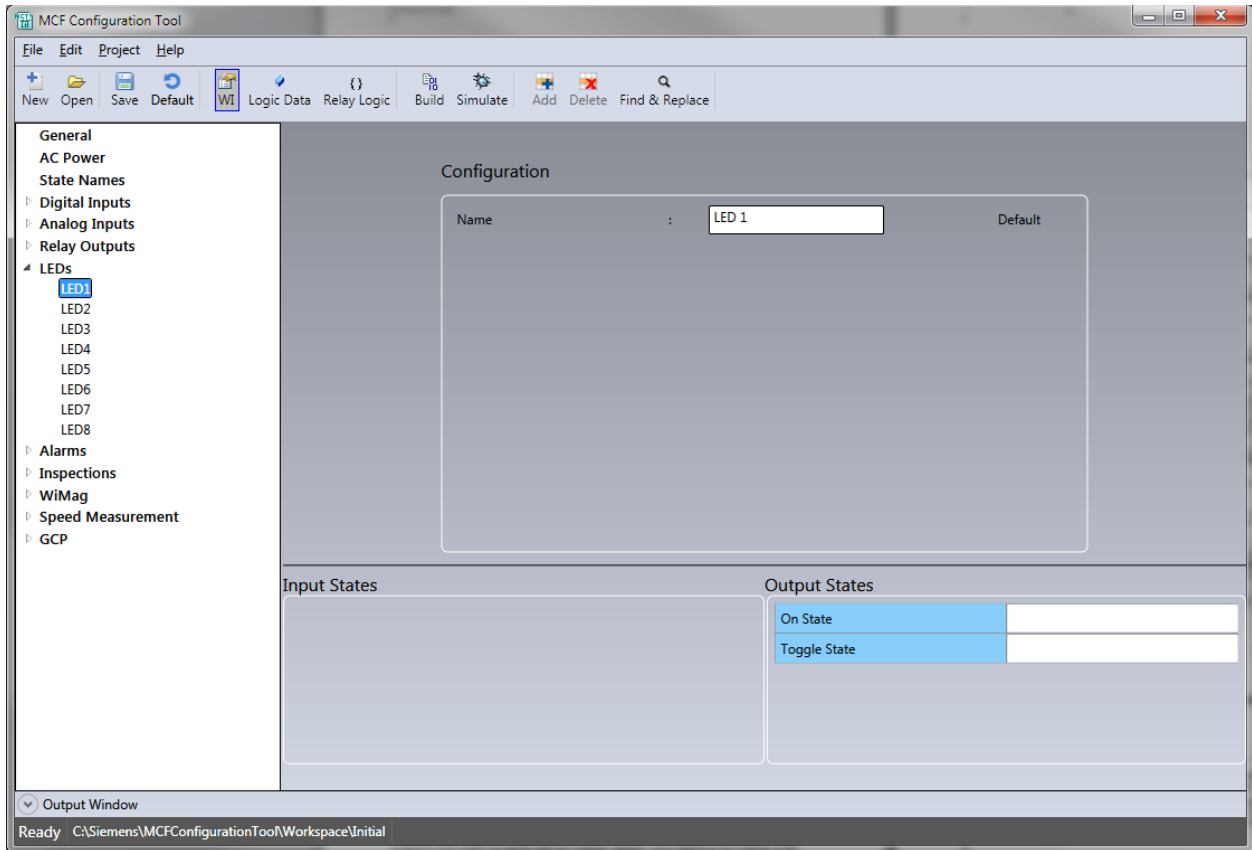 MCF Configuration Tool
File Edit Project Help
New Open Save Default WI Logic Data Relay Logic Build Simulate Add Delete Find & Replace
General
AC Power
State Names
Digital Inputs
Analog Inputs
Relay Outputs
LEDs
LED1
LED2
LED3
LED4
LED5
LED6
LED7
LED8
Alarms
Inspections
WiMag
Speed Measurement
GCP
Configuration
Name : LED 1 Default
Input States
Output States
On State
Toggle State
Output Window
Ready C:\Siemens\MCFConfigurationTool\Workspace\Initial